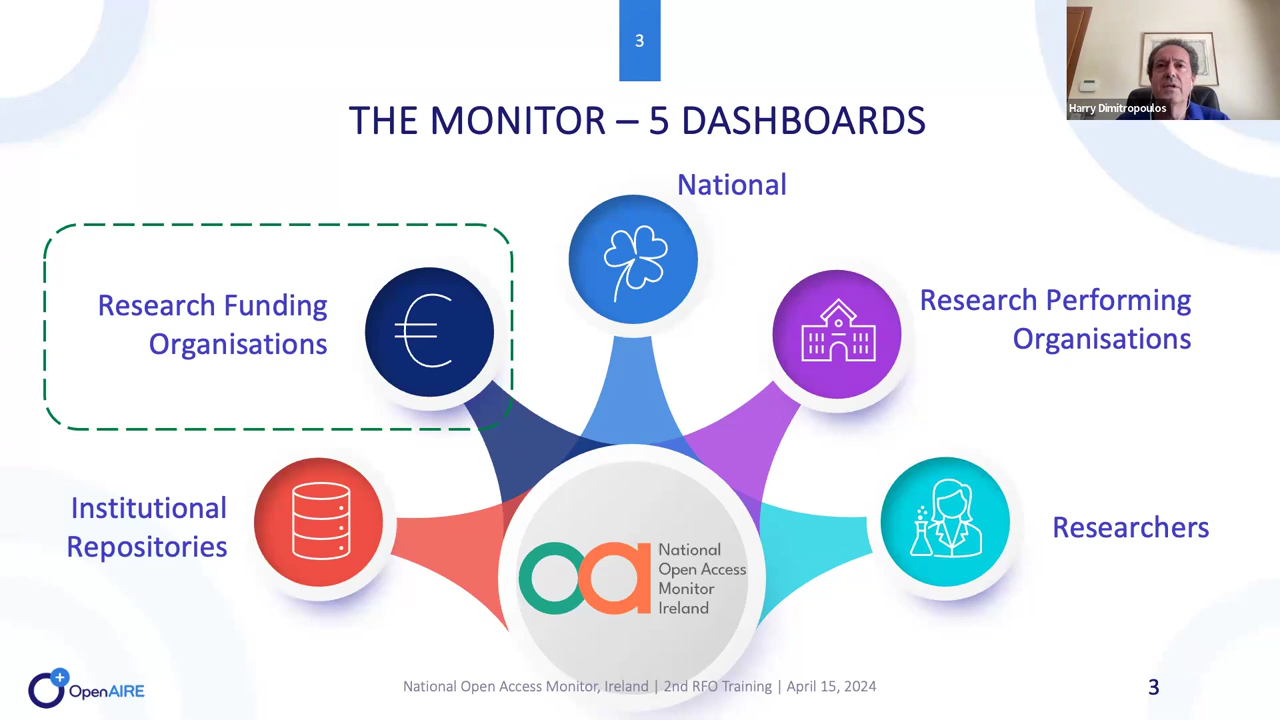 3
Harry Dimitropoulos
THE MONITOR – 5 DASHBOARDS
National
Research Funding
Organisations
Research Performing
Organisations
Institutional
Repositories
Researchers
oa
National
Open Access
Monitor
Ireland
OpenAIRE
National Open Access Monitor, Ireland | 2nd RFO Training | April 15, 2024
3